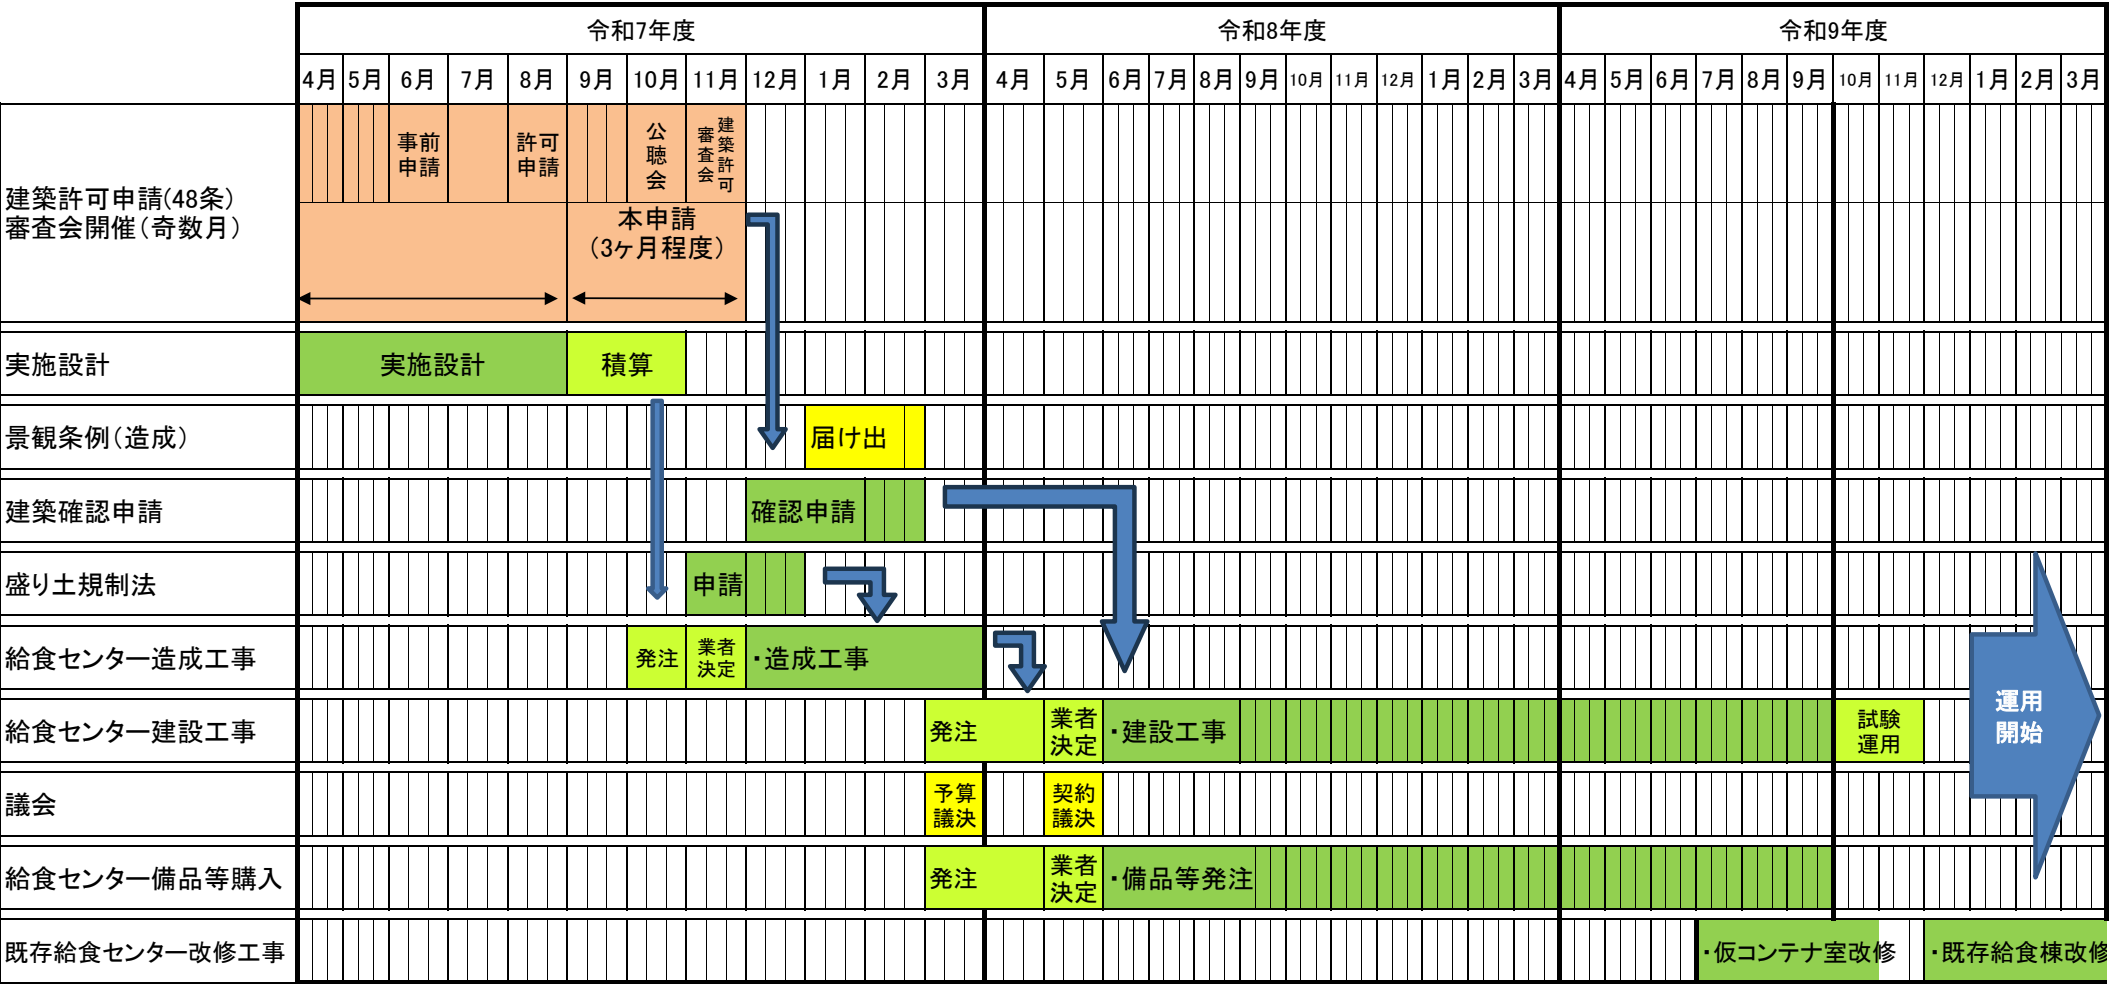 令和7年度 令和8年度 令和9年度
4月 5月 6月 7月 8月 9月 10月 11月 12月 1月 2月 3月 4月 5月 6月 7月 8月 9月 10月 11月 12月 1月 2月 3月 4月 5月 6月 7月 8月 9月 10月 11月 12月 1月 2月 3月
建築許可申請(48条)
審査会開催(奇数月)
事前
申請
許可
申請
公聴会
建築許可
審査会
本申請
(3ヶ月程度)
実施設計
実施設計
積算
景観条例(造成)
届け出
建築確認申請
確認申請
盛り土規制法
申請
給食センター造成工事
発注
業者
決定
・造成工事
給食センター建設工事
発注
業者
決定
・建設工事
試験
運用
運用
開始
議会
予算
議決
契約
議決
給食センター備品等購入
発注
業者
決定
・備品等発注
既存給食センター改修工事
・仮コンテナ室改修
・既存給食棟改修